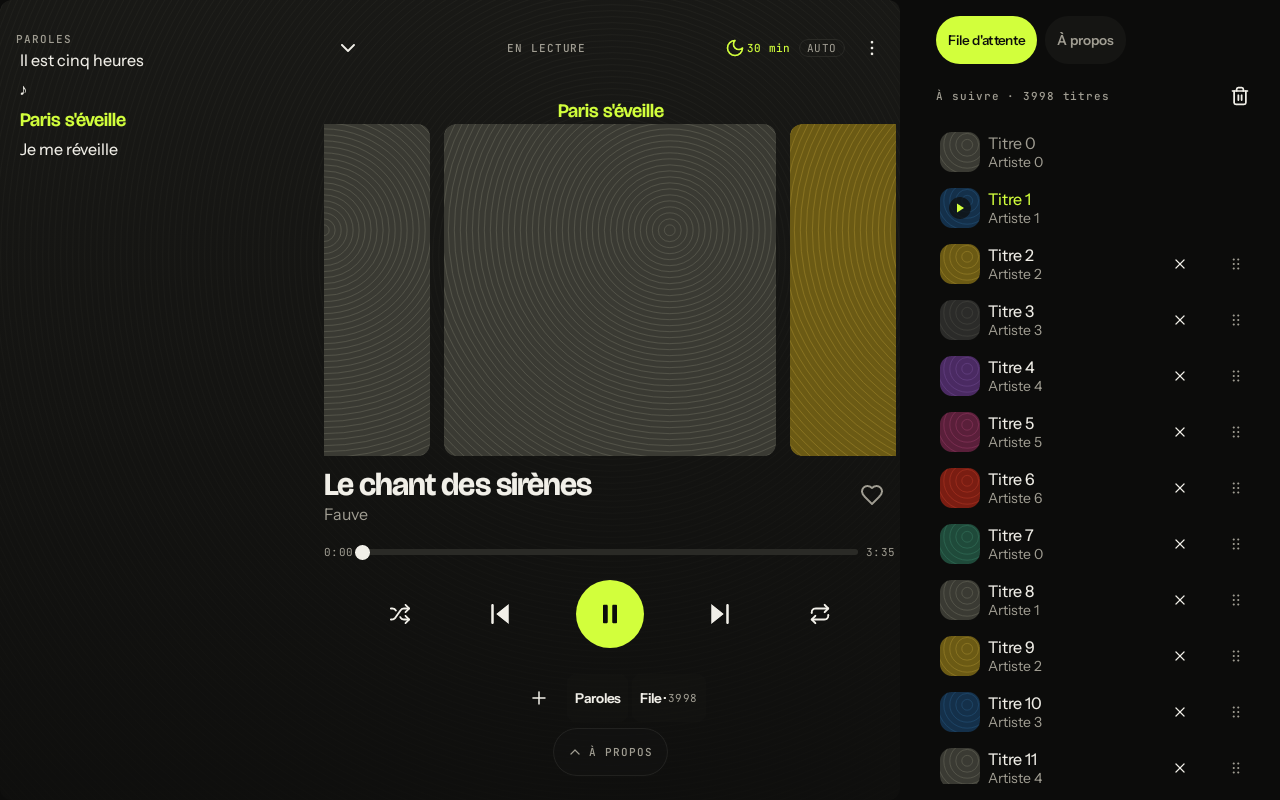 PAROLES
Il est cinq heures
♪
Paris s'éveille
Je me réveille
EN LECTURE
30 min
AUTO
Paris s'éveille
Le chant des sirènes
Fauve
0:00
3:35
Paroles
File · 3998
À PROPOS
File d'attente
À propos
À suivre · 3998 titres
Titre 0
Artiste 0
Titre 1
Artiste 1
Titre 2
Artiste 2
Titre 3
Artiste 3
Titre 4
Artiste 4
Titre 5
Artiste 5
Titre 6
Artiste 6
Titre 7
Artiste 0
Titre 8
Artiste 1
Titre 9
Artiste 2
Titre 10
Artiste 3
Titre 11
Artiste 4